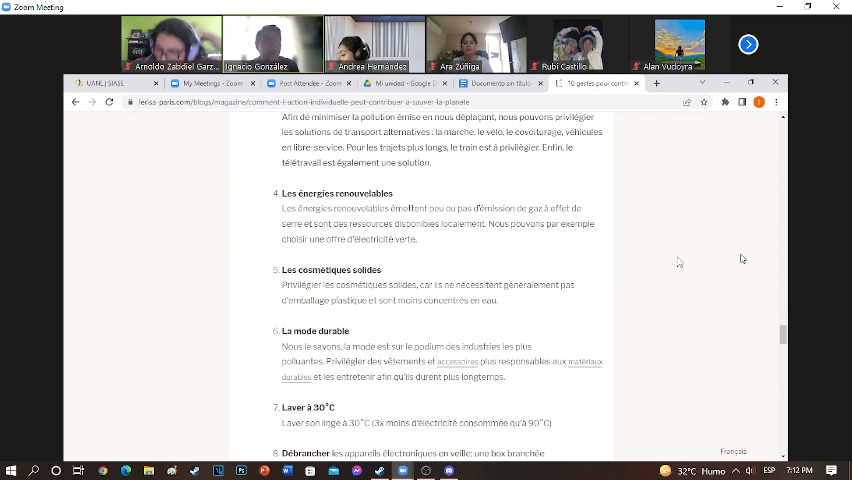 Zoom Meeting
Arnoldo Zabdiel Garz...
Ignacio González
Andrea Hernández
Ara Zúñiga
Rubi Castillo
Alan Vudoyra
UANL | SIASE
My Meetings - Zoom
Post Attendee - Zoom
Mi unidad - Google D
Documento sin título
"10 gestes pour contri
lerisa-paris.com/blogs/magazine/comment-l-action-individuelle-peut-contribuer-a-sauver-la-planete
Afin de minimiser la pollution émise en nous déplaçant, nous pouvons privilégier
les solutions de transport alternatives : la marche, le vélo, le covoiturage, véhicules
en libre-service. Pour les trajets plus longs, le train est à privilégier. Enfin, le
télétravail est également une solution.
4. Les énergies renouvelables
Les énergies renouvelables émettent peu ou pas d'émission de gaz à effet de
serre et sont des ressources disponibles localement. Nous pouvons par exemple
choisir une offre d'électricité verte.
5. Les cosmétiques solides
Privilégier les cosmétiques solides, car ils ne nécessitent généralement pas
d'emballage plastique et sont moins concentrés en eau.
6. La mode durable
Nous le savons, la mode est sur le podium des industries les plus
polluantes. Privilégier des vêtements et accessoires plus responsables aux matériaux
durables et les entretenir afin qu'ils durent plus longtemps.
7. Laver à 30°C
Laver son linge à 30°C (3x moins d'électricité consommée qu'à 90°C)
Français
8. Débrancher les appareils électroniques en veille; une box branchée
32°C Humo
ESP
7:12 PM